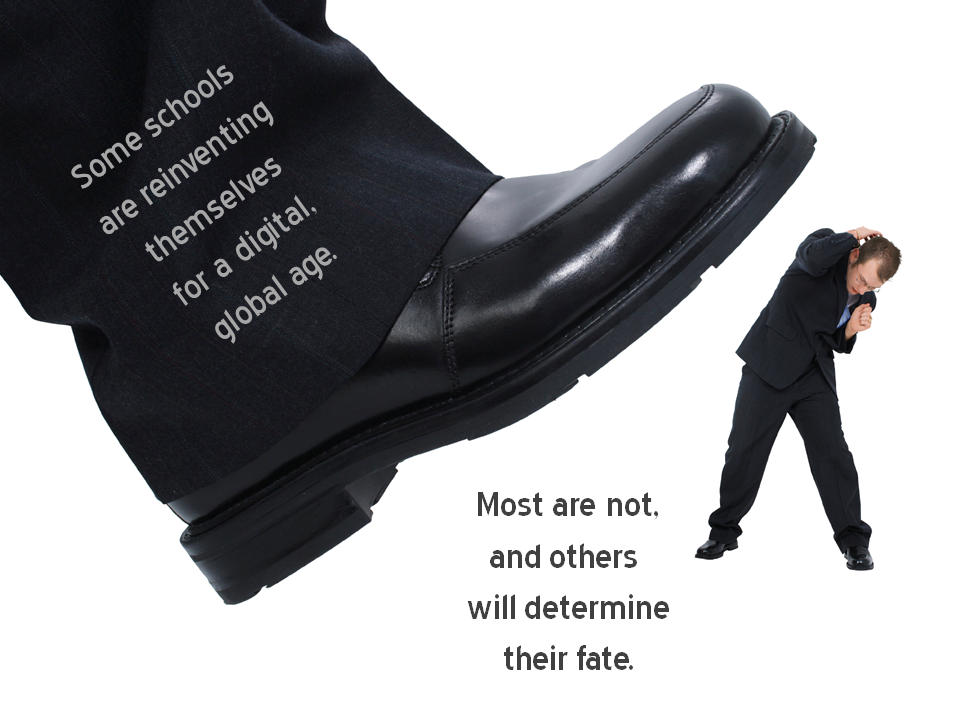 Some schools
are reinventing
themselves
for a digital,
global age.
Most are not,
and others
will determine
their fate.